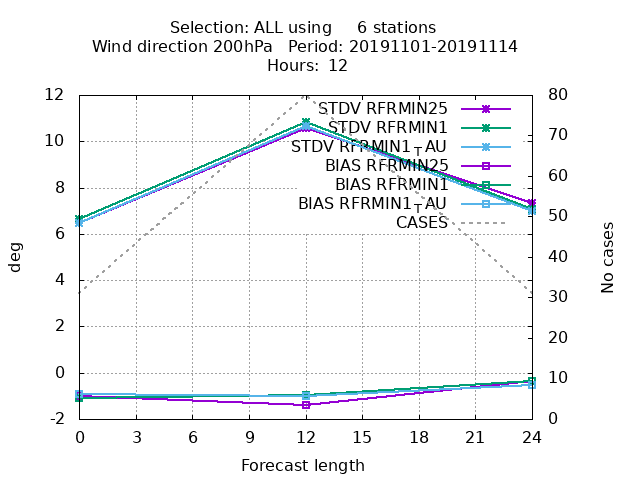 Selection: ALL using     6 stations
Wind direction 200hPa   Period: 20191101-20191114
Hours: 12
STDV RFRMIN25
STDV RFRMIN1
STDV RFRMIN1TAU
BIAS RFRMIN25
BIAS RFRMIN1
BIAS RFRMIN1TAU
CASES
12
10
8
6
4
2
0
-2
deg
80
70
60
50
40
30
20
10
0
No cases
0 3 6 9 12 15 18 21 24
Forecast length